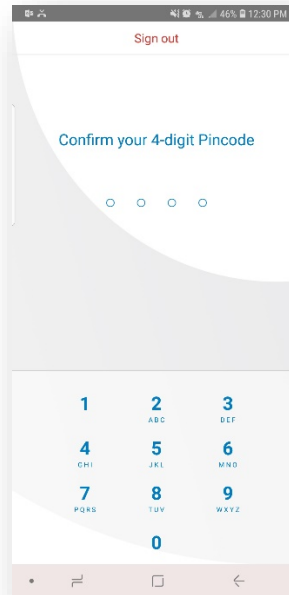 46% 12:30 PM
Sign out
Confirm your 4-digit Pincode
1 2 3
ABC DEF
4 5 6
GHI JKL MNO
7 8 9
PQRS TUV WXYZ
0